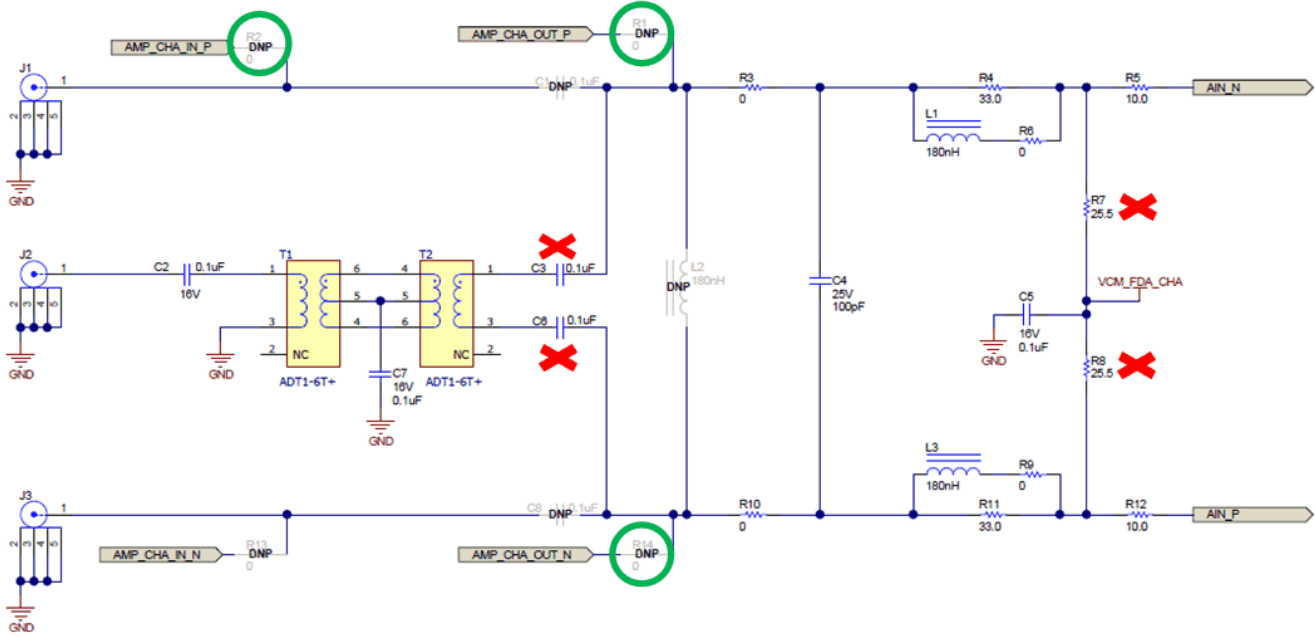 AMP_CHA_IN_P
R2
DNP
0
AMP_CHA_OUT_P
R1
DNP
0
J1
1
2
3
4
5
GND
C1
DNP
0.1uF
R3
0
R4
33.0
L1
180nH
R6
0
R5
10.0
AIN_N
R7
25.5
J2
1
2
3
4
5
GND
C2
0.1uF
16V
T1
1
3
2
NC
6
5
4
ADT1-6T+
GND
T2
4
5
6
1
3
2
NC
ADT1-6T+
C7
16V
0.1uF
GND
C3
0.1uF
C6
0.1uF
L2
180nH
DNP
C4
25V
100pF
VCM_FDA_CHA
C5
16V
0.1uF
GND
R8
25.5
J3
1
2
3
4
5
GND
AMP_CHA_IN_N
R13
DNP
0
C8
DNP
0.1uF
AMP_CHA_OUT_N
R14
DNP
0
R10
0
L3
180nH
R9
0
R11
33.0
R12
10.0
AIN_P